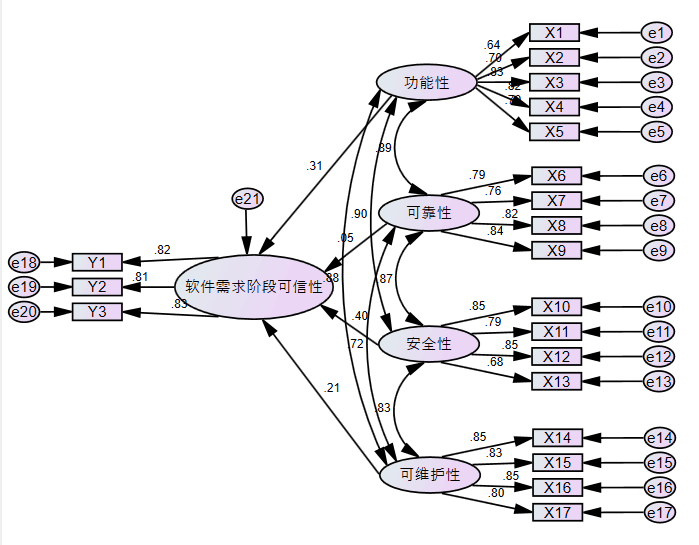 X1
e1
.64
X2
e2
.70
功能性
.83
X3
e3
.82
X4
e4
X5
e5
.89
.31
.79
X6
e6
.76
X7
e7
e21
可靠性
.82
X8
e8
.90
.84
X9
e9
.05
.82
e18
Y1
.88
.87
.81
e19
Y2
软件需求阶段可信性
.83
e20
Y3
.85
X10
e10
.40
.79
X11
e11
.72
安全性
.85
X12
e12
.68
X13
e13
.21
.83
.85
X14
e14
.83
X15
e15
可维护性
.85
X16
e16
.80
X17
e17